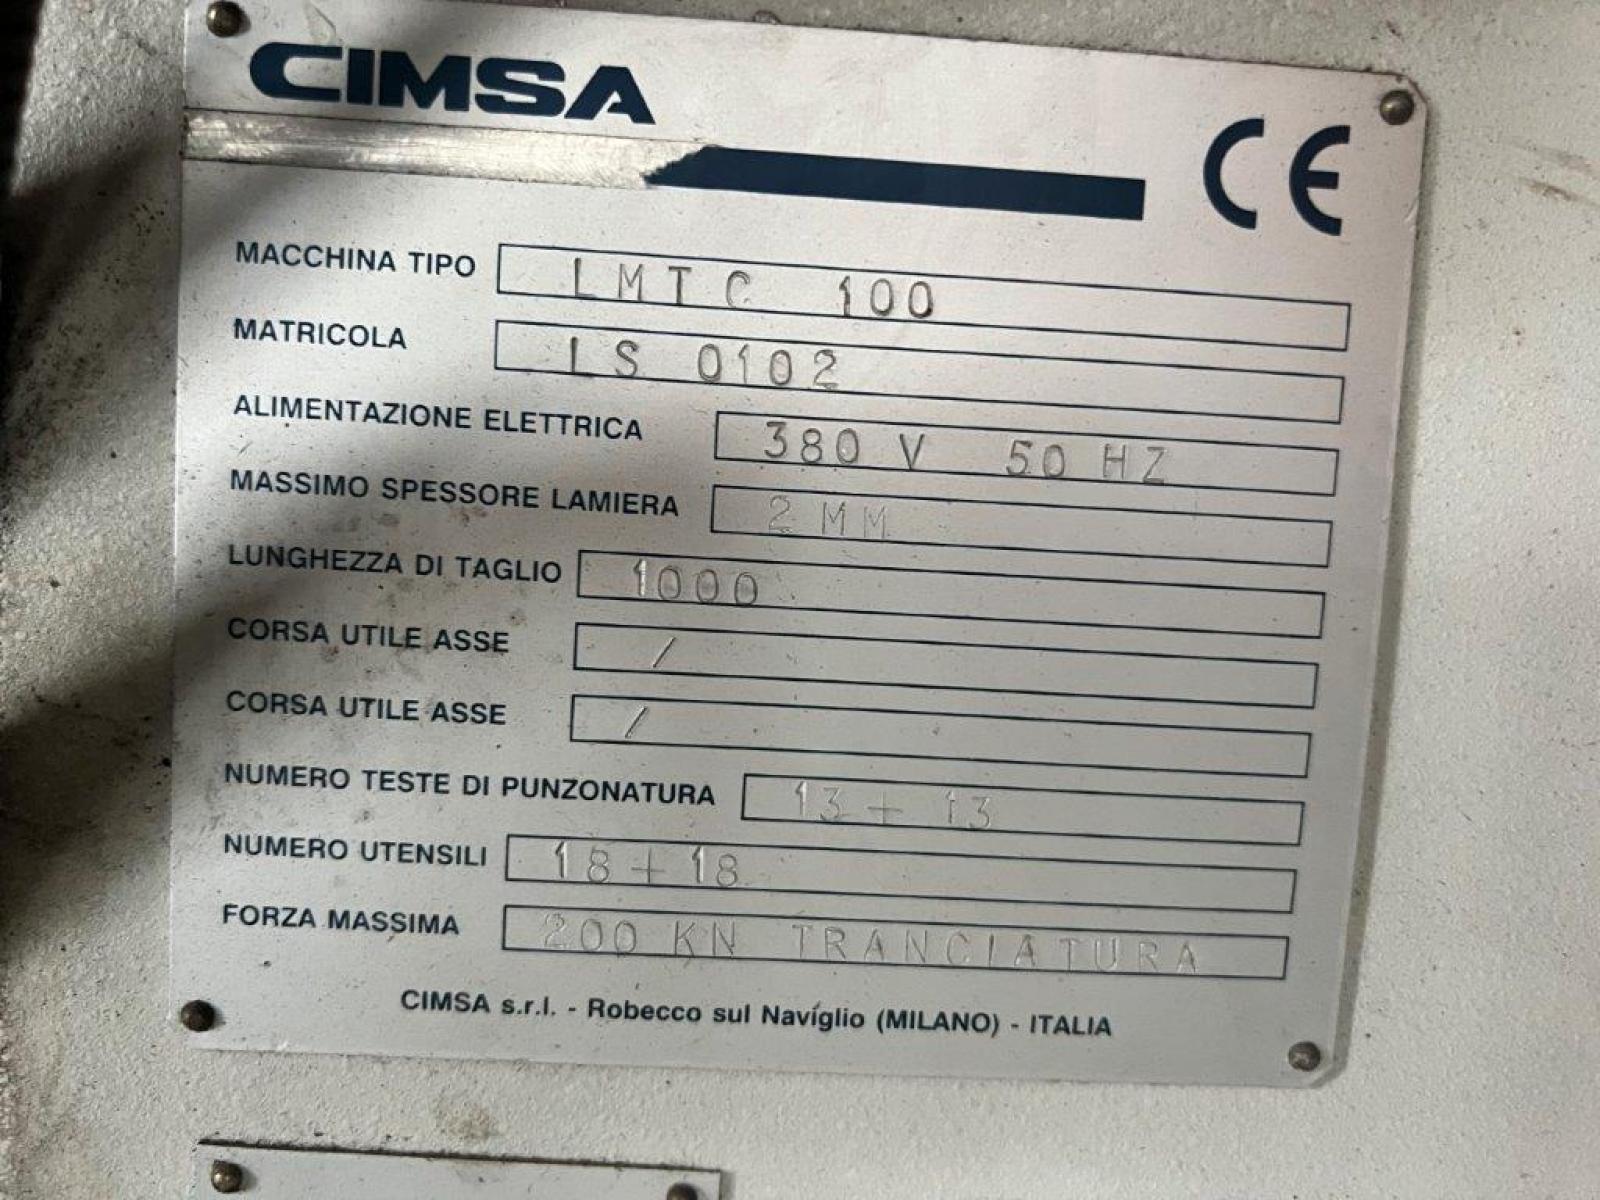 CIMSA
CE
MACCHINA TIPO LMTC 100
MATRICOLA LS 0102
ALIMENTAZIONE ELETTRICA 380 V 50 HZ
MASSIMO SPESSORE LAMIERA 2 MM
LUNGHEZZA DI TAGLIO 1000
CORSA UTILE ASSE /
CORSA UTILE ASSE /
NUMERO TESTE DI PUNZONATURA 13 + 13
NUMERO UTENSILI 18 + 18
FORZA MASSIMA 200 KN TRANCIATURA
CIMSA s.r.l. - Robecco sul Naviglio (MILANO) - ITALIA